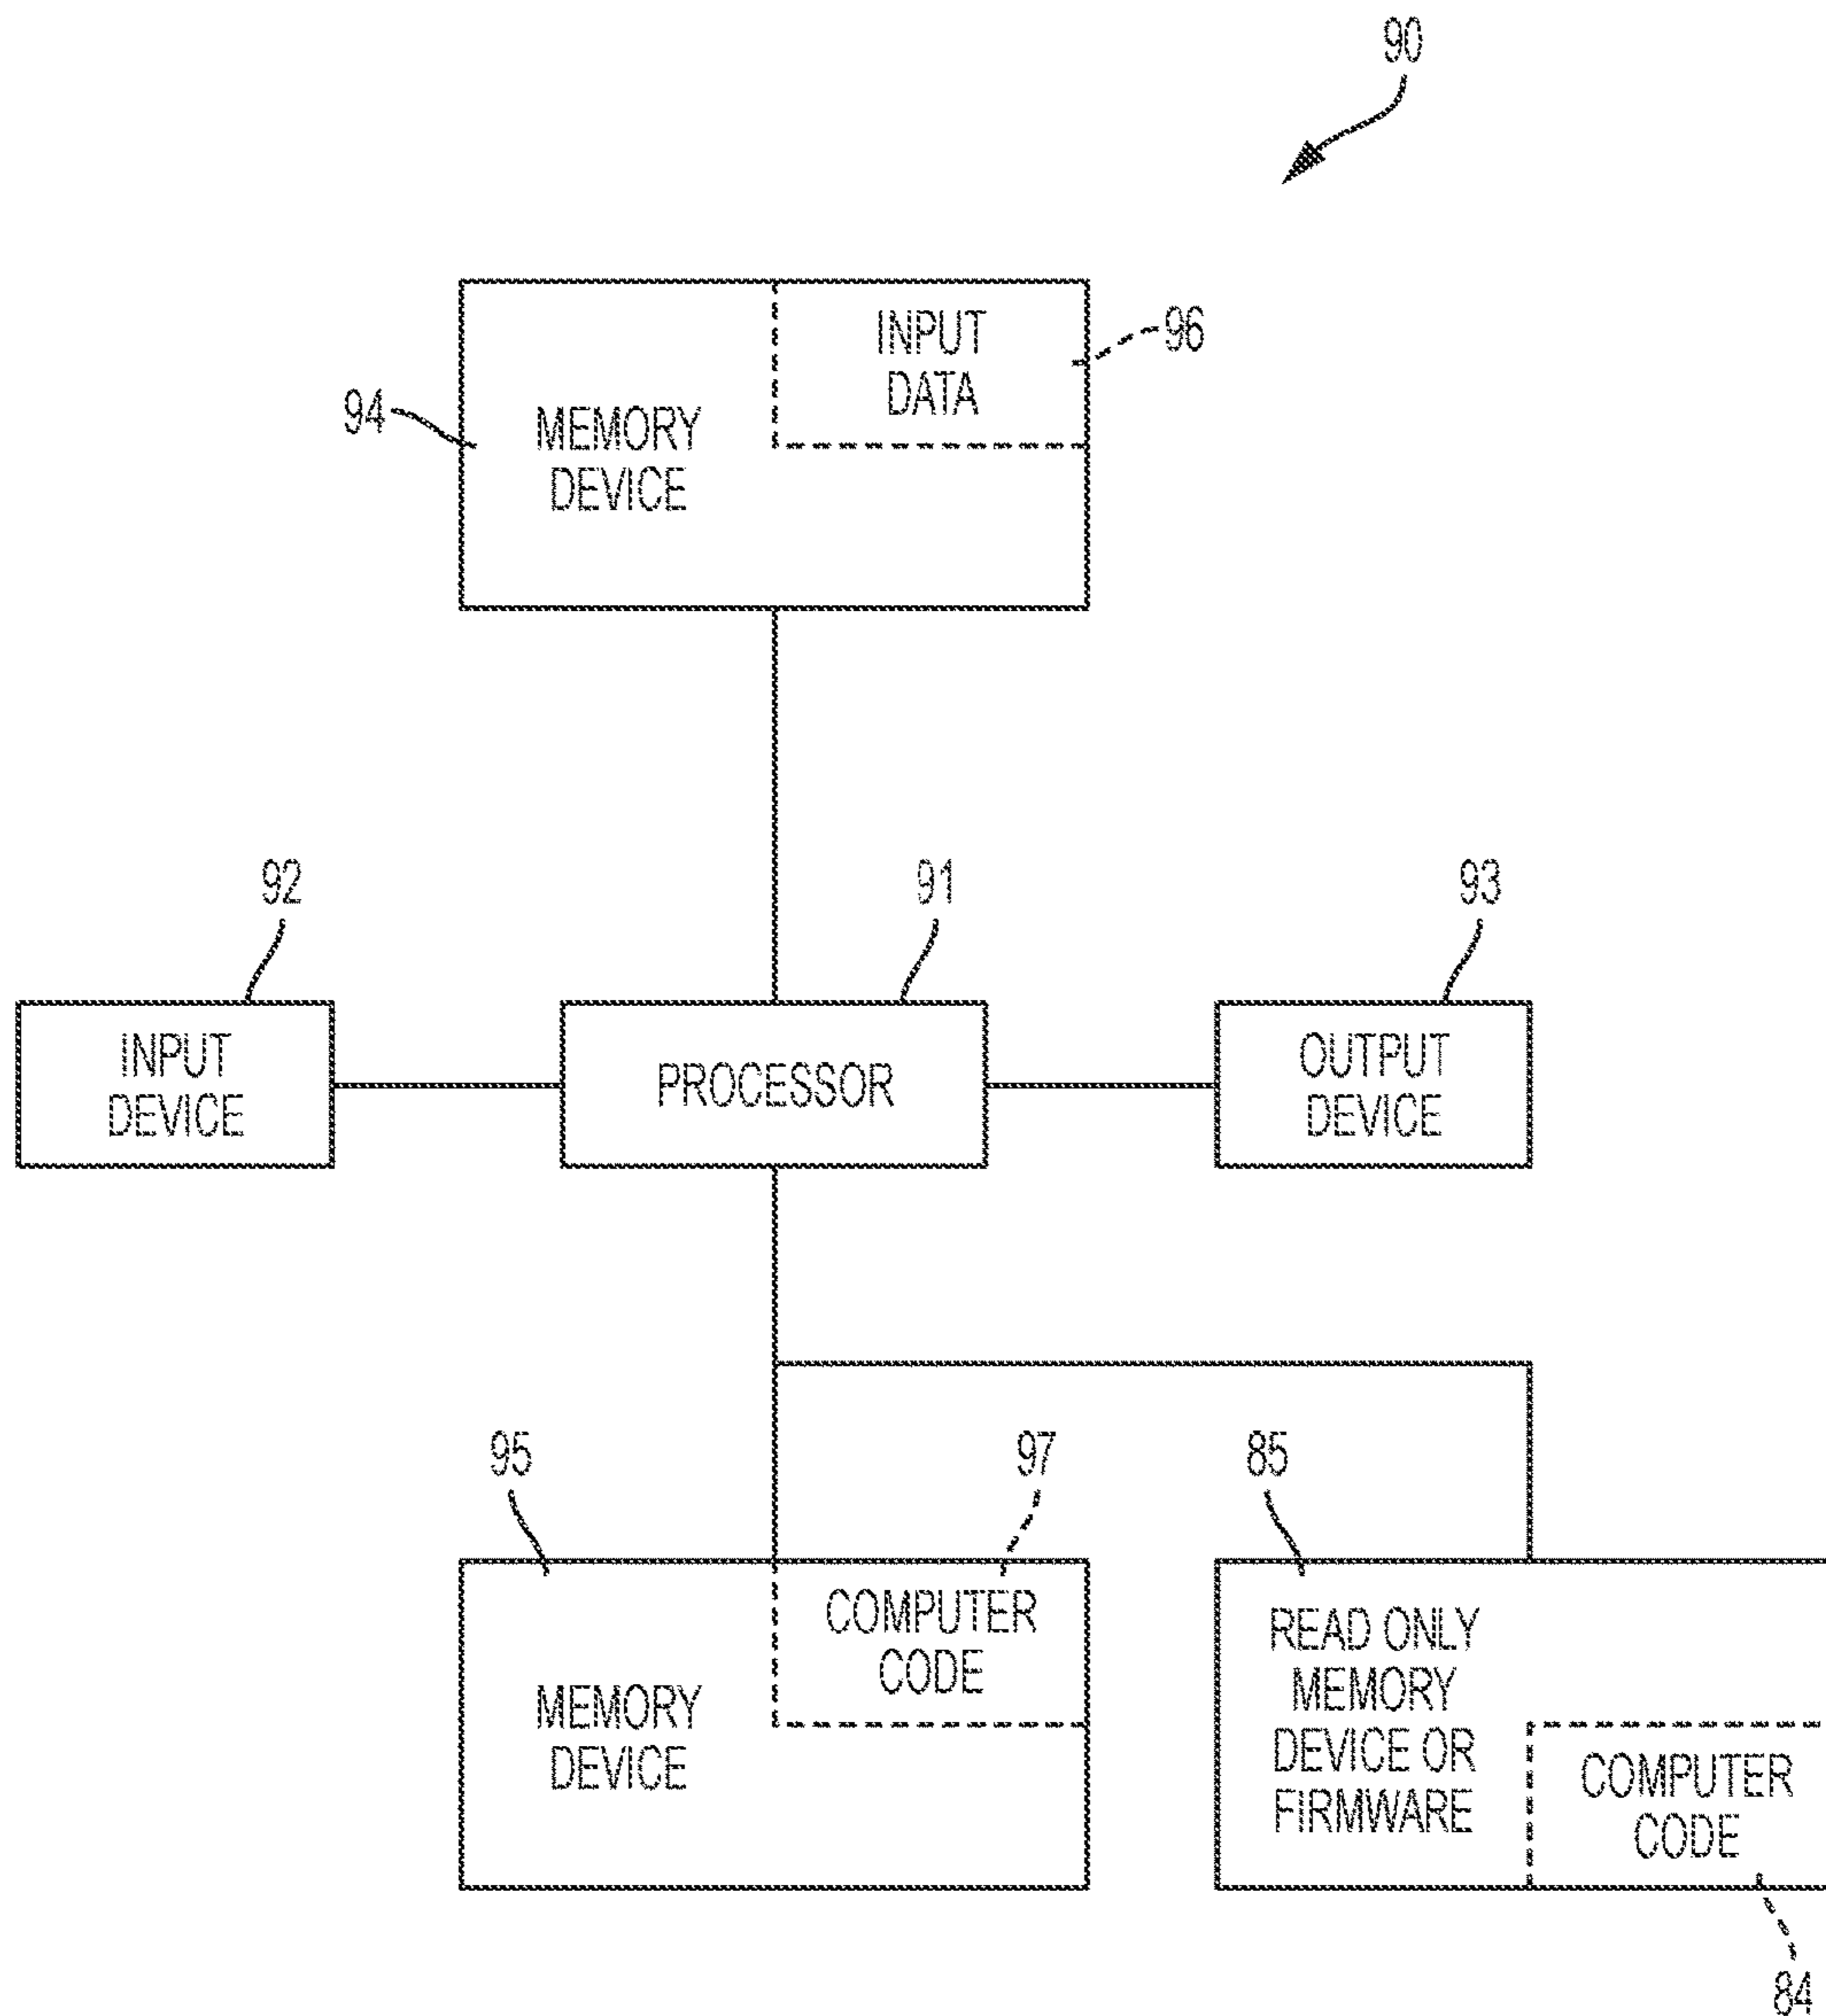 90
INPUT
DATA
96
94
MEMORY
DEVICE
92
91
93
INPUT
DEVICE
PROCESSOR
OUTPUT
DEVICE
95
97
85
COMPUTER
CODE
MEMORY
DEVICE
READ ONLY
MEMORY
DEVICE OR
FIRMWARE
COMPUTER
CODE
84